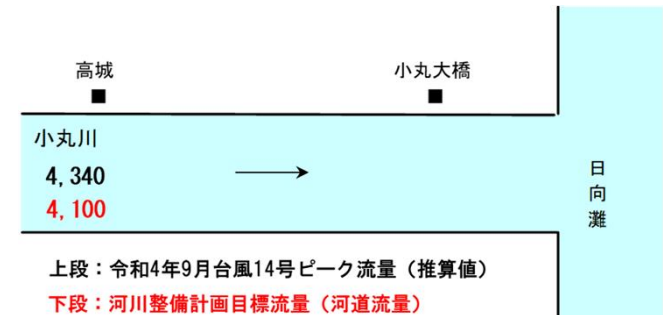 高城
小丸大橋
小丸川
4,340
4,100
日向灘
上段：令和4年9月台風14号ピーク流量（推算値）
下段：河川整備計画目標流量（河道流量）